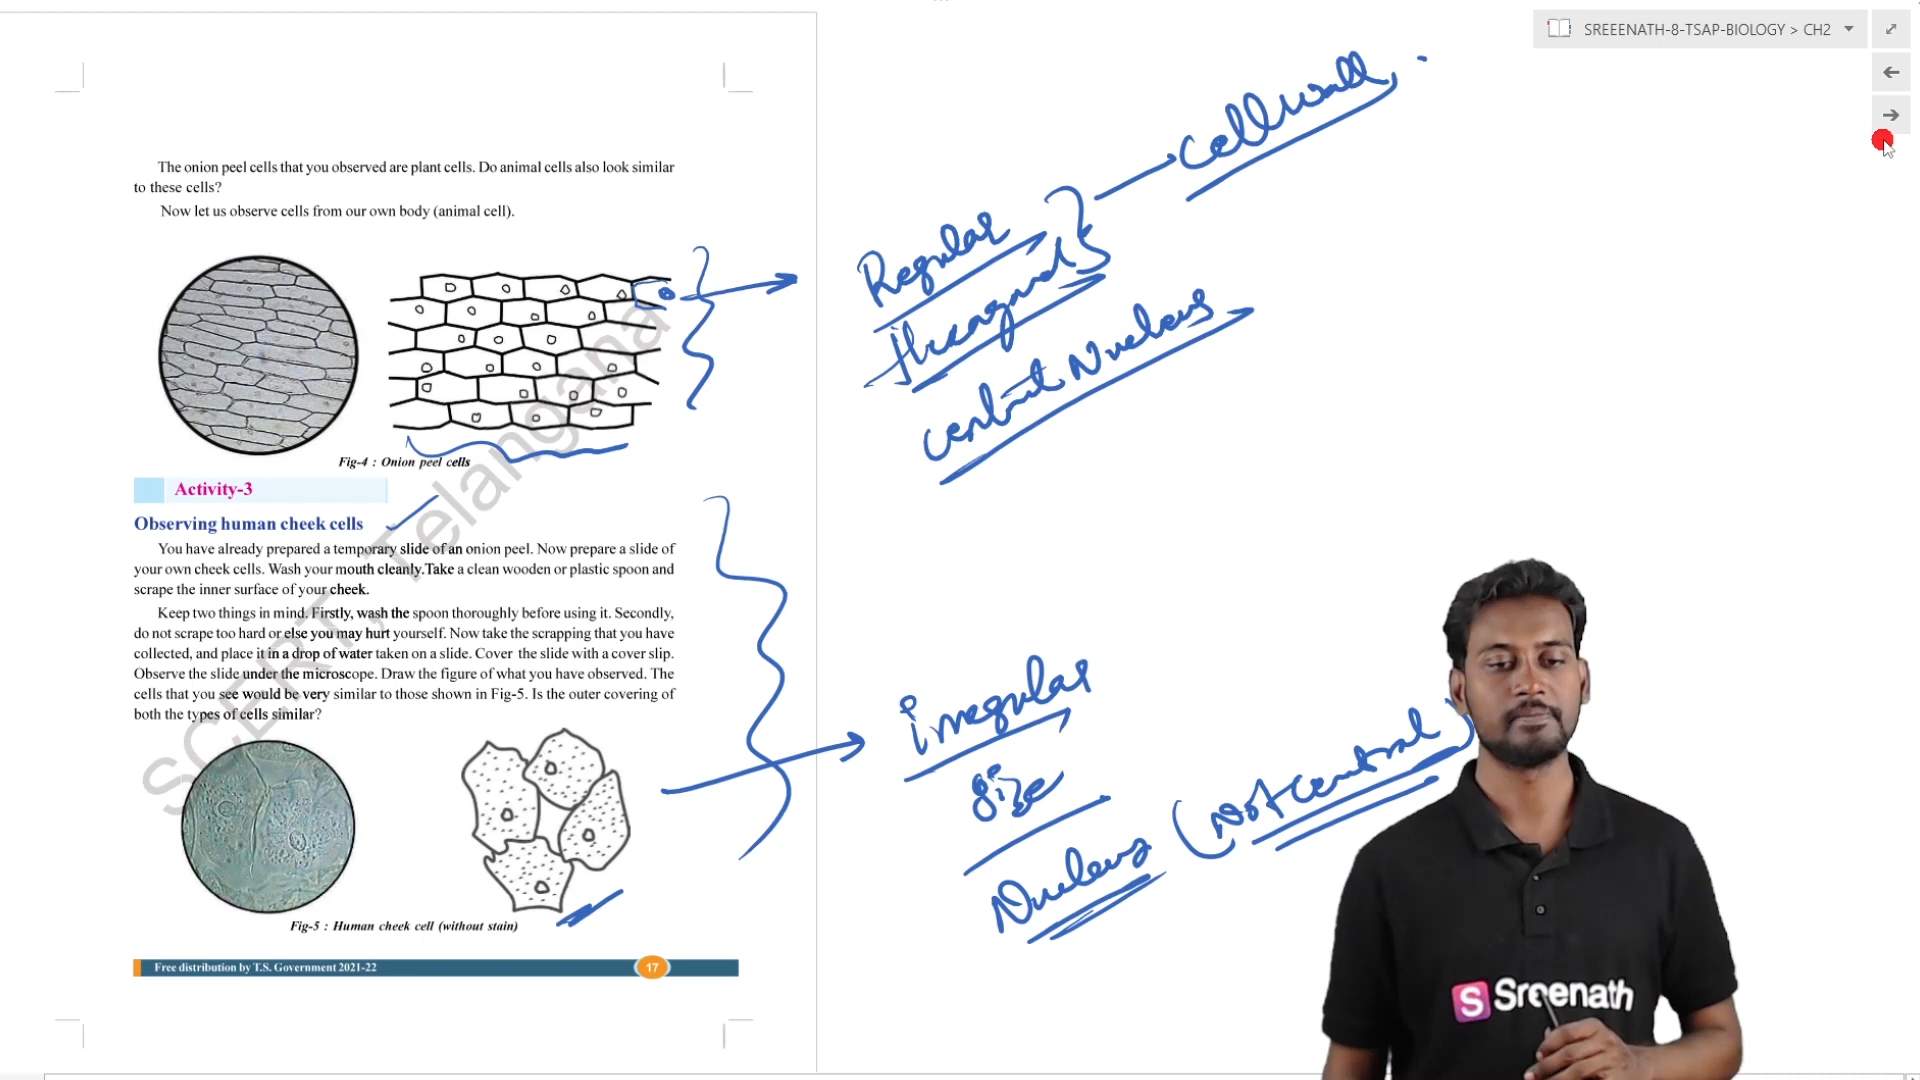 SREEENATH-8-TSAP-BIOLOGY > CH2
The onion peel cells that you observed are plant cells. Do animal cells also look similar
to these cells?
Now let us observe cells from our own body (animal cell).
Fig-4 : Onion peel cells
Activity-3
Observing human cheek cells
You have already prepared a temporary slide of an onion peel. Now prepare a slide of
your own cheek cells. Wash your mouth cleanly.Take a clean wooden or plastic spoon and
scrape the inner surface of your cheek.
Keep two things in mind. Firstly, wash the spoon thoroughly before using it. Secondly,
do not scrape too hard or else you may hurt yourself. Now take the scrapping that you have
collected, and place it in a drop of water taken on a slide. Cover the slide with a cover slip.
Observe the slide under the microscope. Draw the figure of what you have observed. The
cells that you see would be very similar to those shown in Fig-5. Is the outer covering of
both the types of cells similar?
Fig-5 : Human cheek cell (without stain)
Free distribution by T.S. Government 2021-22
17
SCERT, Telangana
Cellwall
Regular
Nucleus
irregular
size
Nucleus (Not central)
S Sreenath